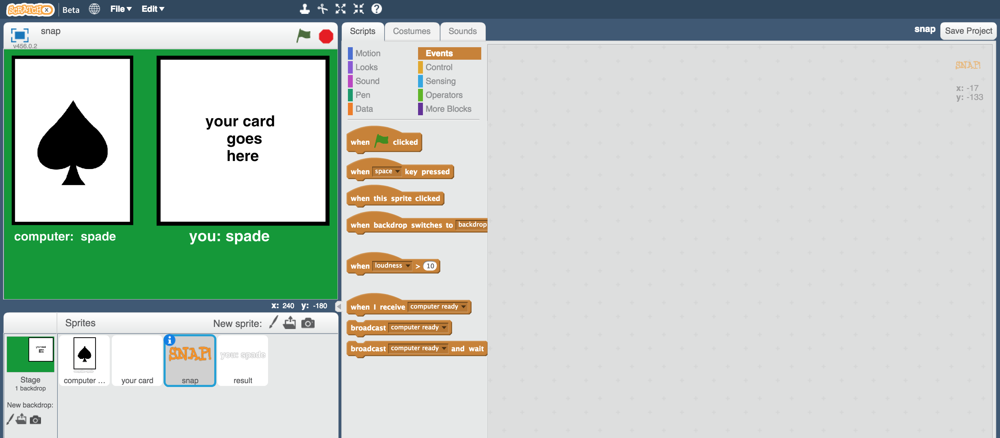 SCRATCH X
Beta
File
Edit
snap
v456.0.2
your card
goes
here
computer: spade
you: spade
x: 240 y: -180
Sprites
New sprite:
Stage
1 backdrop
New backdrop:
computer ...
your card
SNAP!
snap
you: spade
result
Scripts
Costumes
Sounds
snap
Save Project
Motion
Looks
Sound
Pen
Data
Events
Control
Sensing
Operators
More Blocks
when clicked
when space key pressed
when this sprite clicked
when backdrop switches to backdrop
when loudness > 10
when I receive computer ready
broadcast computer ready
broadcast computer ready and wait
SNAP!
x: -17
y: -133